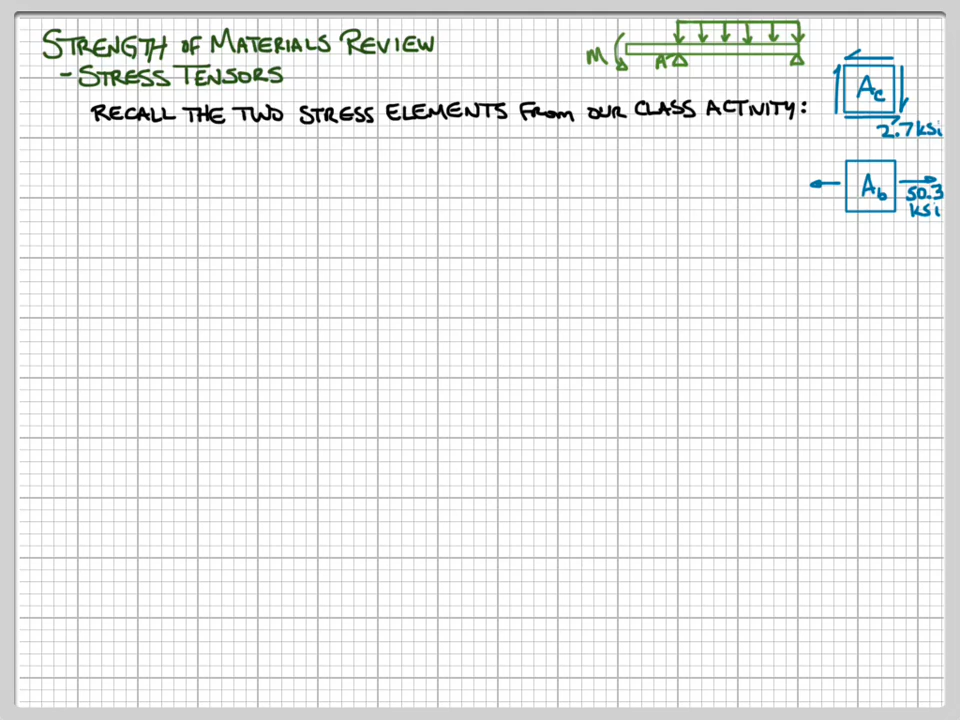 STRENGTH OF MATERIALS REVIEW
- STRESS TENSORS
RECALL THE TWO STRESS ELEMENTS FROM OUR CLASS ACTIVITY:
M
A
Ac
2.7 ksi
Ab
50.3
ksi